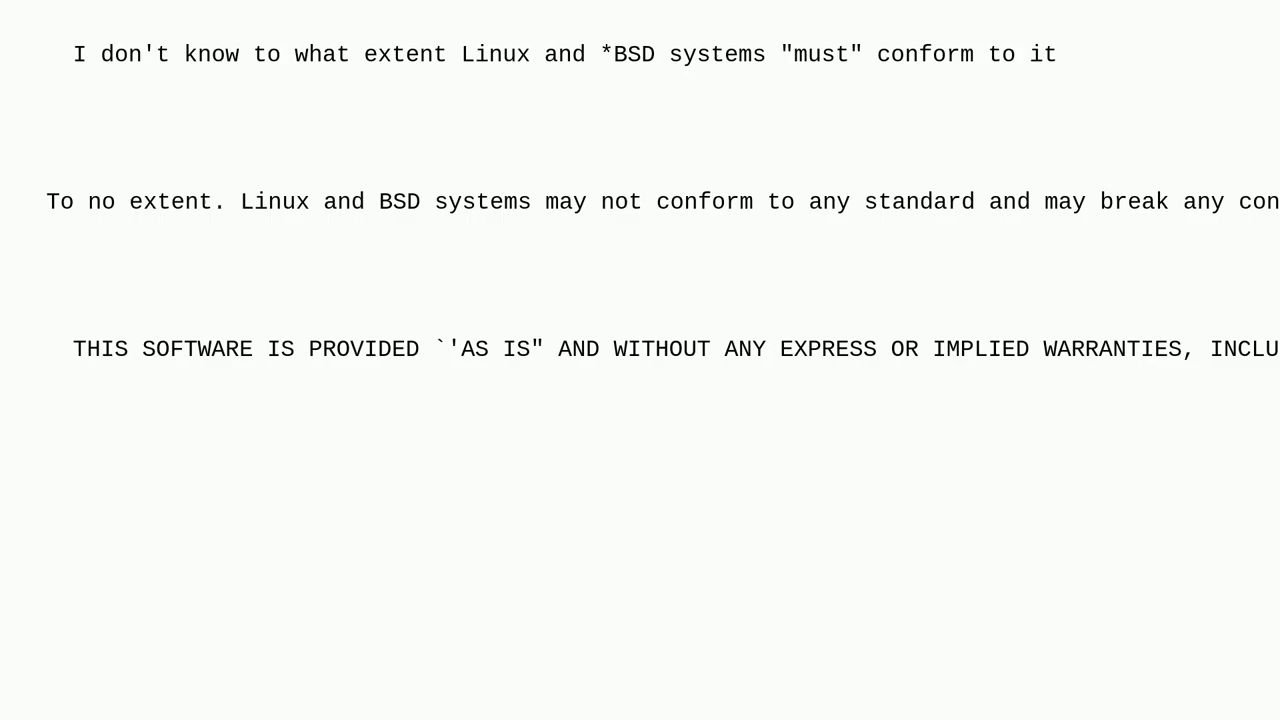 I don't know to what extent Linux and *BSD systems "must" conform to it
To no extent. Linux and BSD systems may not conform to any standard and may break any con
THIS SOFTWARE IS PROVIDED `'AS IS" AND WITHOUT ANY EXPRESS OR IMPLIED WARRANTIES, INCLU